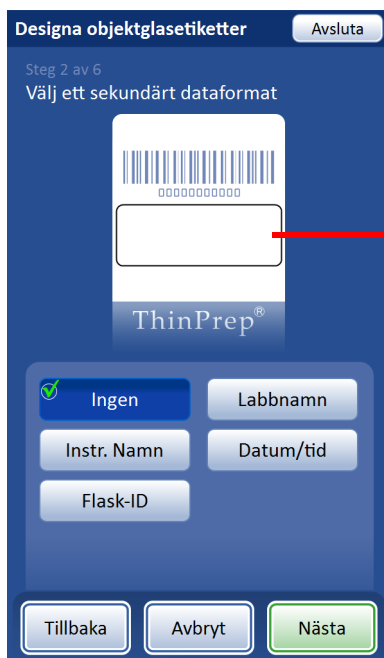 Designa objektglasetiketter Avsluta
Steg 2 av 6
Välj ett sekundärt dataformat
00000000000
ThinPrep®
Ingen Labbnamn
Instr. Namn Datum/tid
Flask-ID
Tillbaka Avbryt Nästa